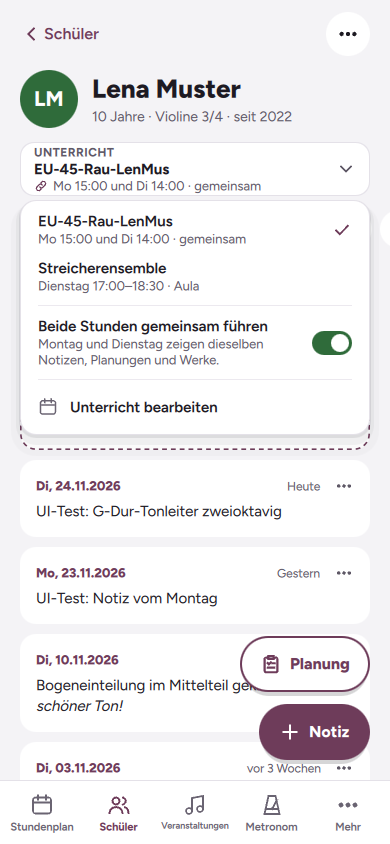 Schüler
LM
Lena Muster
10 Jahre · Violine 3/4 · seit 2022
UNTERRICHT
EU-45-Rau-LenMus
Mo 15:00 und Di 14:00 · gemeinsam
EU-45-Rau-LenMus
Mo 15:00 und Di 14:00 · gemeinsam
Streicherensemble
Dienstag 17:00–18:30 · Aula
Beide Stunden gemeinsam führen
Montag und Dienstag zeigen dieselben
Notizen, Planungen und Werke.
Unterricht bearbeiten
Di, 24.11.2026 Heute
UI-Test: G-Dur-Tonleiter zweioktavig
Mo, 23.11.2026 Gestern
UI-Test: Notiz vom Montag
Di, 10.11.2026
Bogeneinteilung im Mittelteil
schöner Ton!
Planung
Notiz
Di, 03.11.2026 vor 3 Wochen
Stundenplan Schüler Veranstaltungen Metronom Mehr